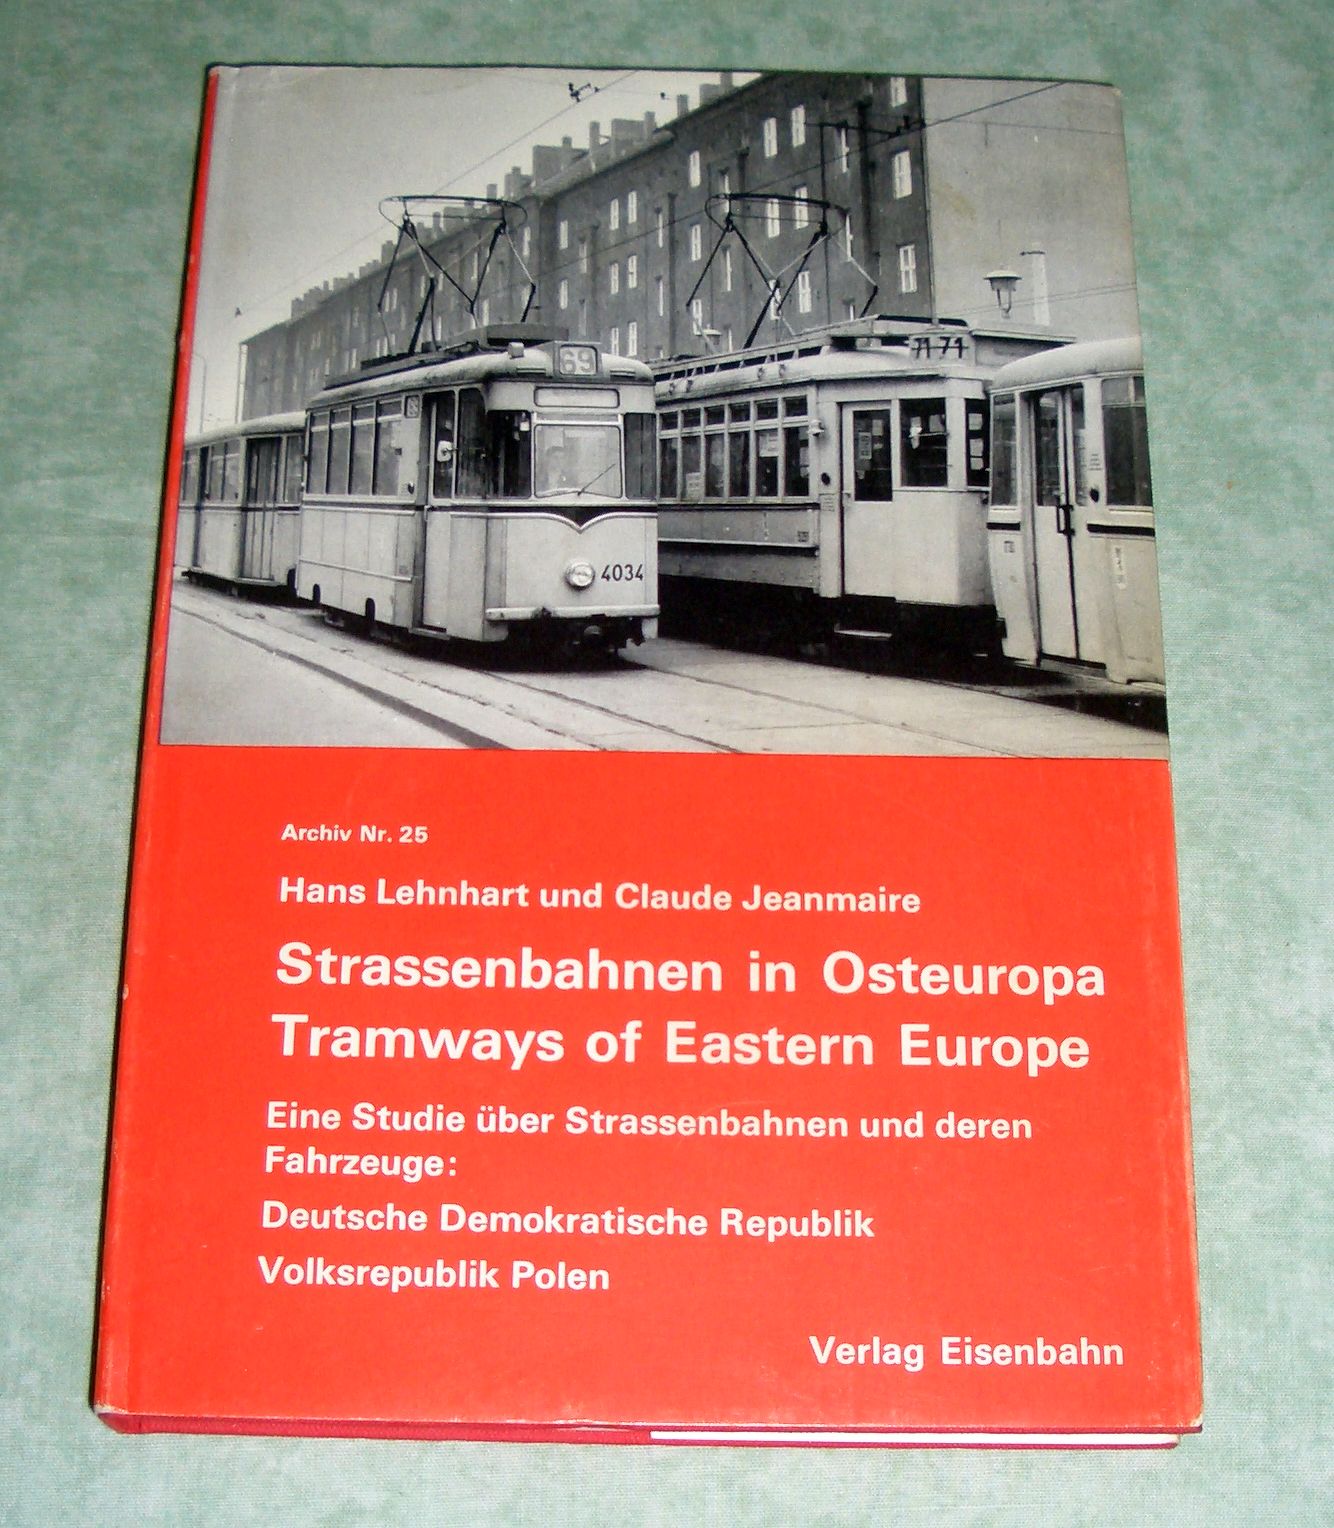 69
71 71
4034
Archiv Nr. 25
Hans Lehnhart und Claude Jeanmaire
Strassenbahnen in Osteuropa
Tramways of Eastern Europe
Eine Studie über Strassenbahnen und deren
Fahrzeuge:
Deutsche Demokratische Republik
Volksrepublik Polen
Verlag Eisenbahn